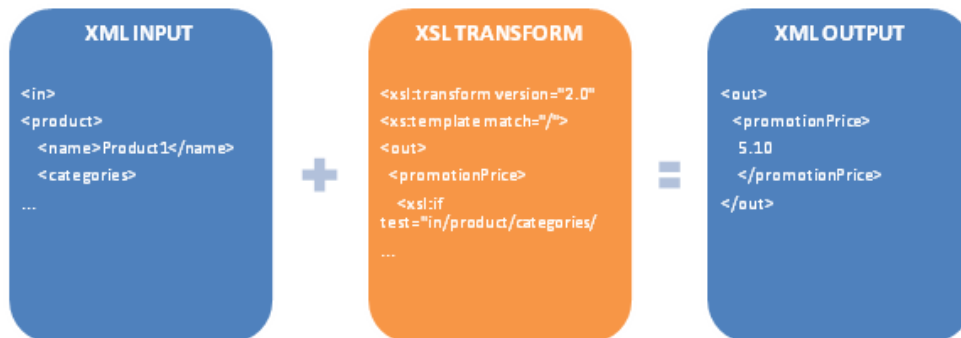 XML INPUT
<in>
<product>
<name>Product1</name>
<categories>
...
+
XSL TRANSFORM
<xsl:transform version="2.0"
<xs:template match="/">
<out>
<promotionPrice>
<xsl:if
test="in/product/categories/
...
=
XML OUTPUT
<out>
<promotionPrice>
5.10
</promotionPrice>
</out>